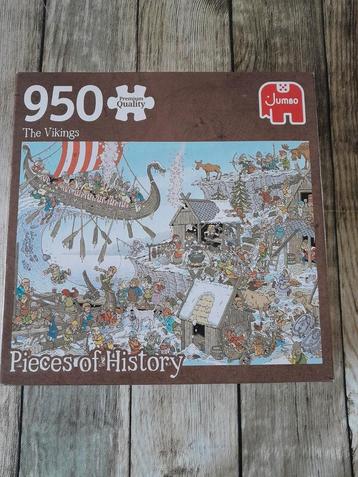 950
Premium
Quality
Jumbo
The Vikings
Pieces of History